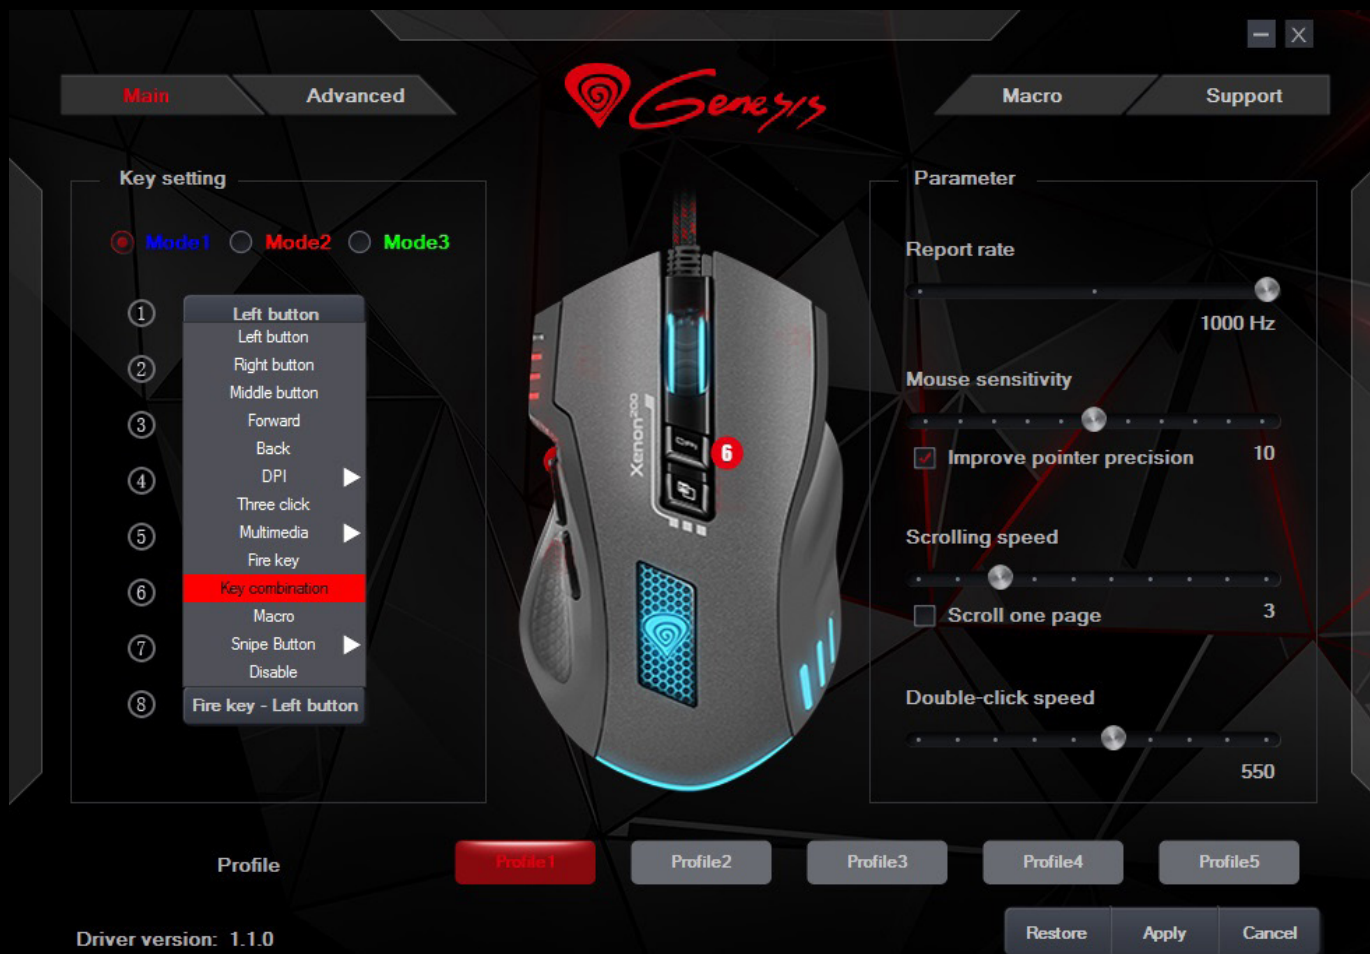 Main
Advanced
Genesis
Macro
Support
Key setting
Mode1 Mode2 Mode3
1
2
3
4
5
6
7
8
Left button
Left button
Right button
Middle button
Forward
Back
DPI
Three click
Multimedia
Fire key
Key combination
Macro
Snipe Button
Disable
Fire key - Left button
Xenon200
DPI
6
Parameter
Report rate
1000 Hz
Mouse sensitivity
Improve pointer precision 10
Scrolling speed
Scroll one page 3
Double-click speed
550
Profile
Profile1
Profile2
Profile3
Profile4
Profile5
Driver version: 1.1.0
Restore
Apply
Cancel